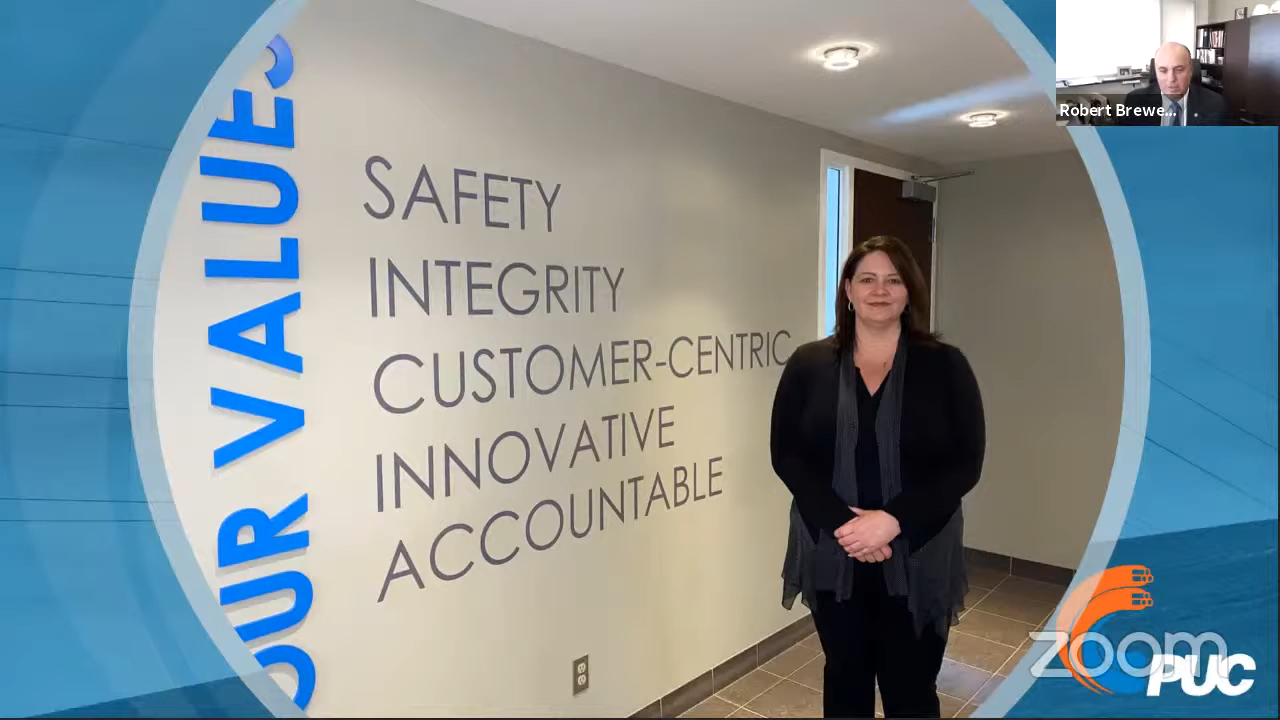 OUR VALUES
SAFETY
INTEGRITY
CUSTOMER-CENTRIC
INNOVATIVE
ACCOUNTABLE
Robert Brewe...
zoom
PUC